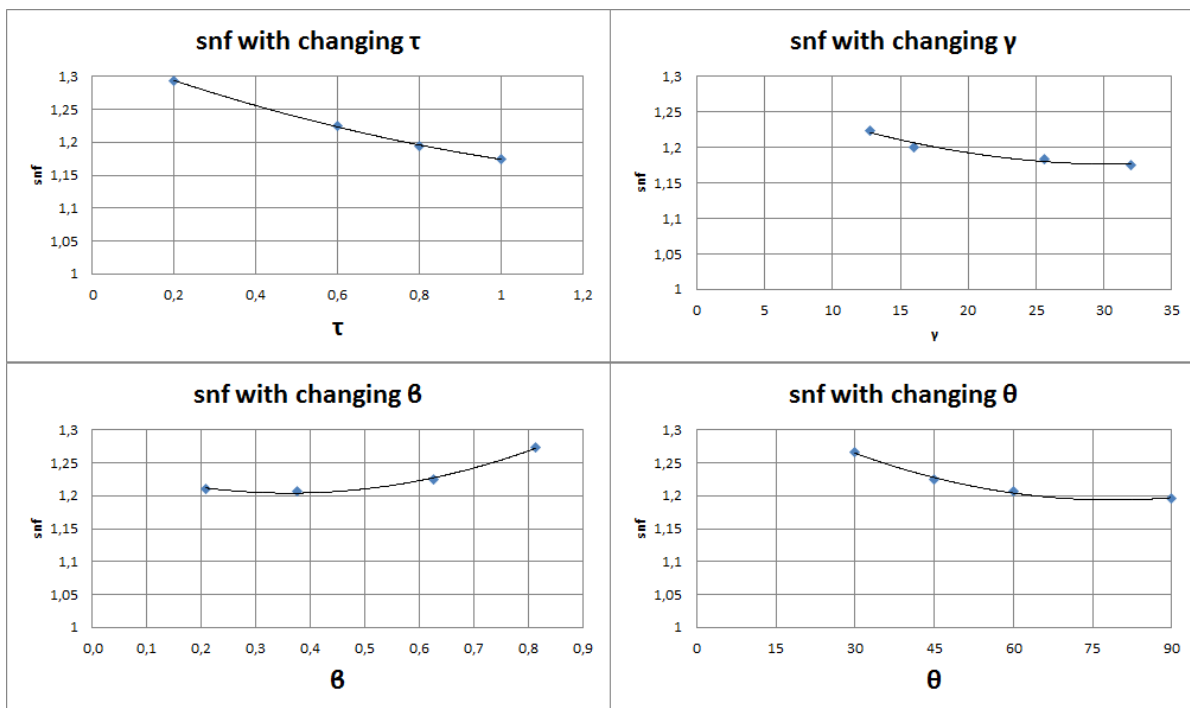 snf with changing τ
1,3
1,25
1,2
1,15
1,1
1,05
1
snf
0 0,2 0,4 0,6 0,8 1 1,2
τ
snf with changing γ
1,3
1,25
1,2
1,15
1,1
1,05
1
snf
0 5 10 15 20 25 30 35
γ
snf with changing β
1,3
1,25
1,2
1,15
1,1
1,05
1
snf
0,0 0,1 0,2 0,3 0,4 0,5 0,6 0,7 0,8 0,9
β
snf with changing θ
1,3
1,25
1,2
1,15
1,1
1,05
1
snf
0 15 30 45 60 75 90
θ